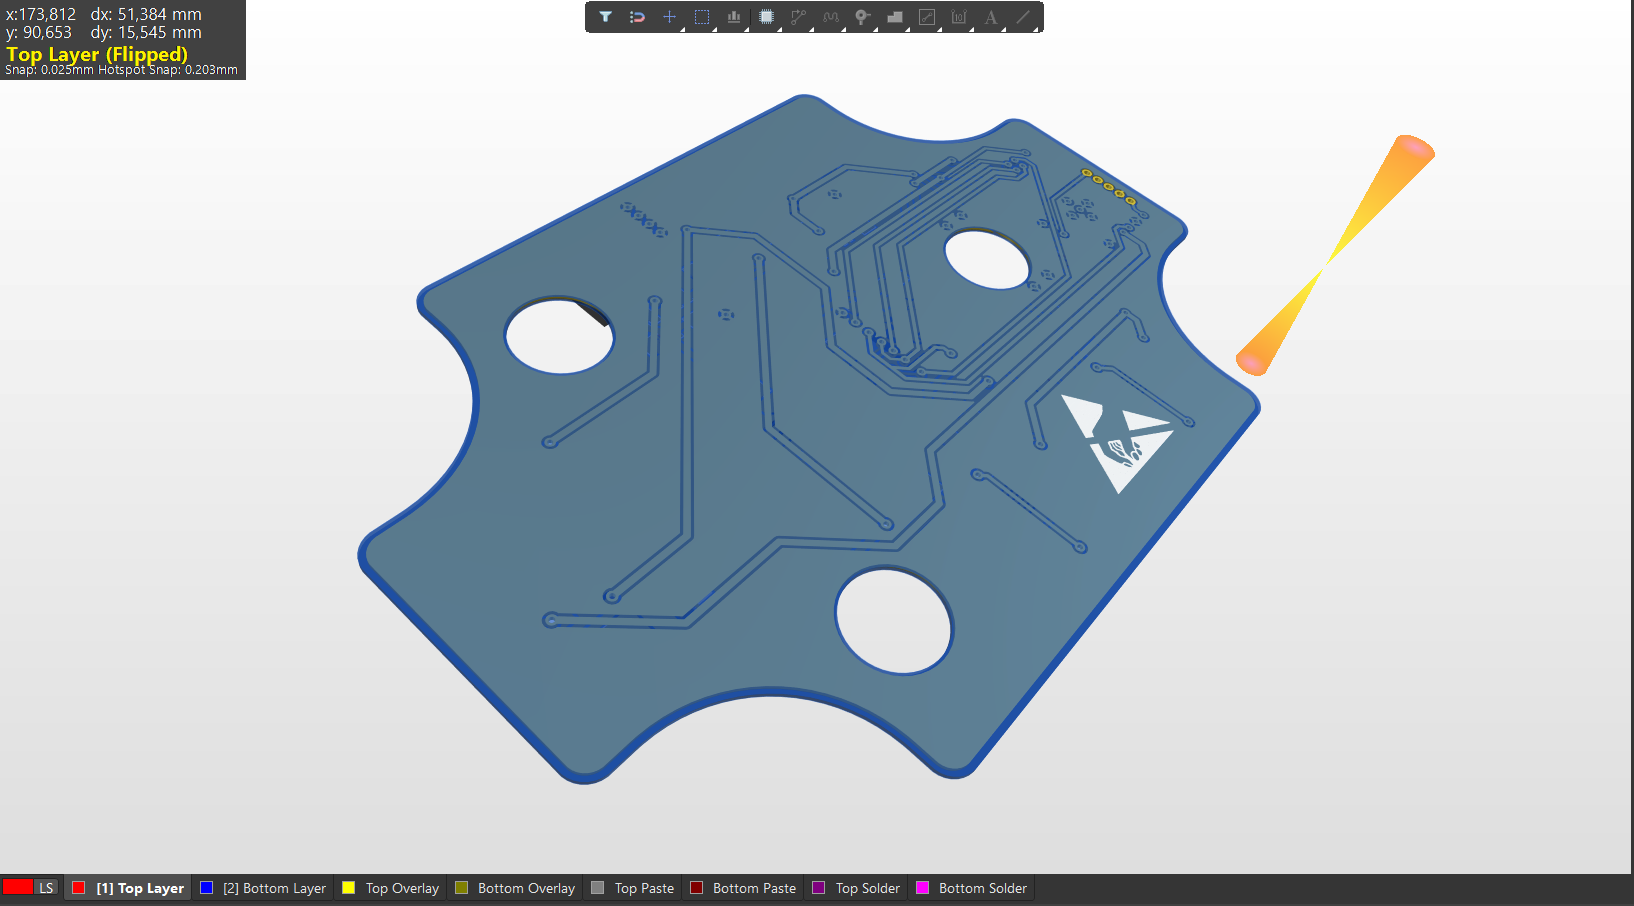 x:173,812 dx: 51,384 mm
y: 90,653 dy: 15,545 mm
Top Layer (Flipped)
Snap: 0.025mm Hotspot Snap: 0.203mm
A
LS [1] Top Layer [2] Bottom Layer Top Overlay Bottom Overlay Top Paste Bottom Paste Top Solder Bottom Solder